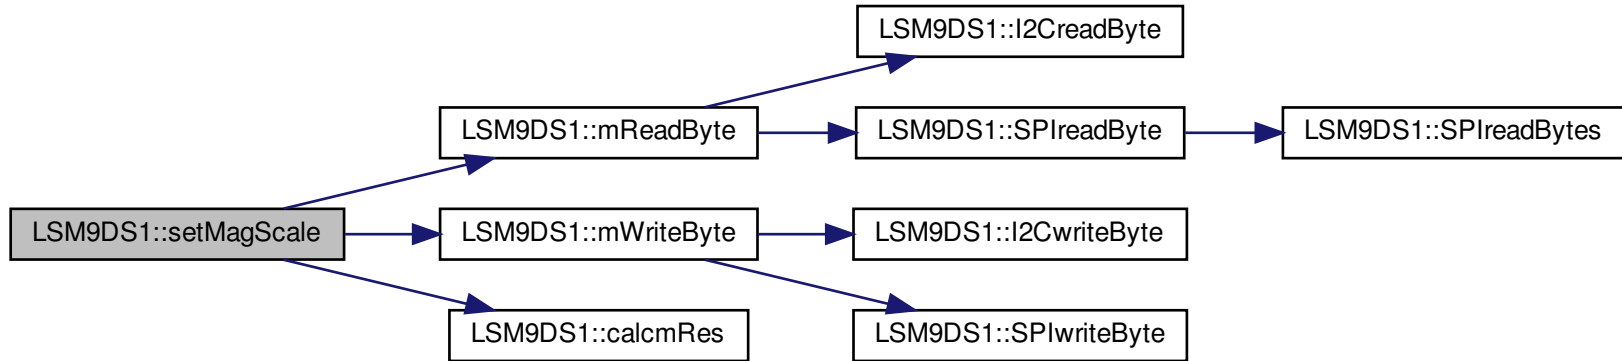 LSM9DS1::I2CreadByte
LSM9DS1::mReadByte
LSM9DS1::SPIreadByte
LSM9DS1::SPIreadBytes
LSM9DS1::setMagScale
LSM9DS1::mWriteByte
LSM9DS1::I2CwriteByte
LSM9DS1::calcmRes
LSM9DS1::SPIwriteByte